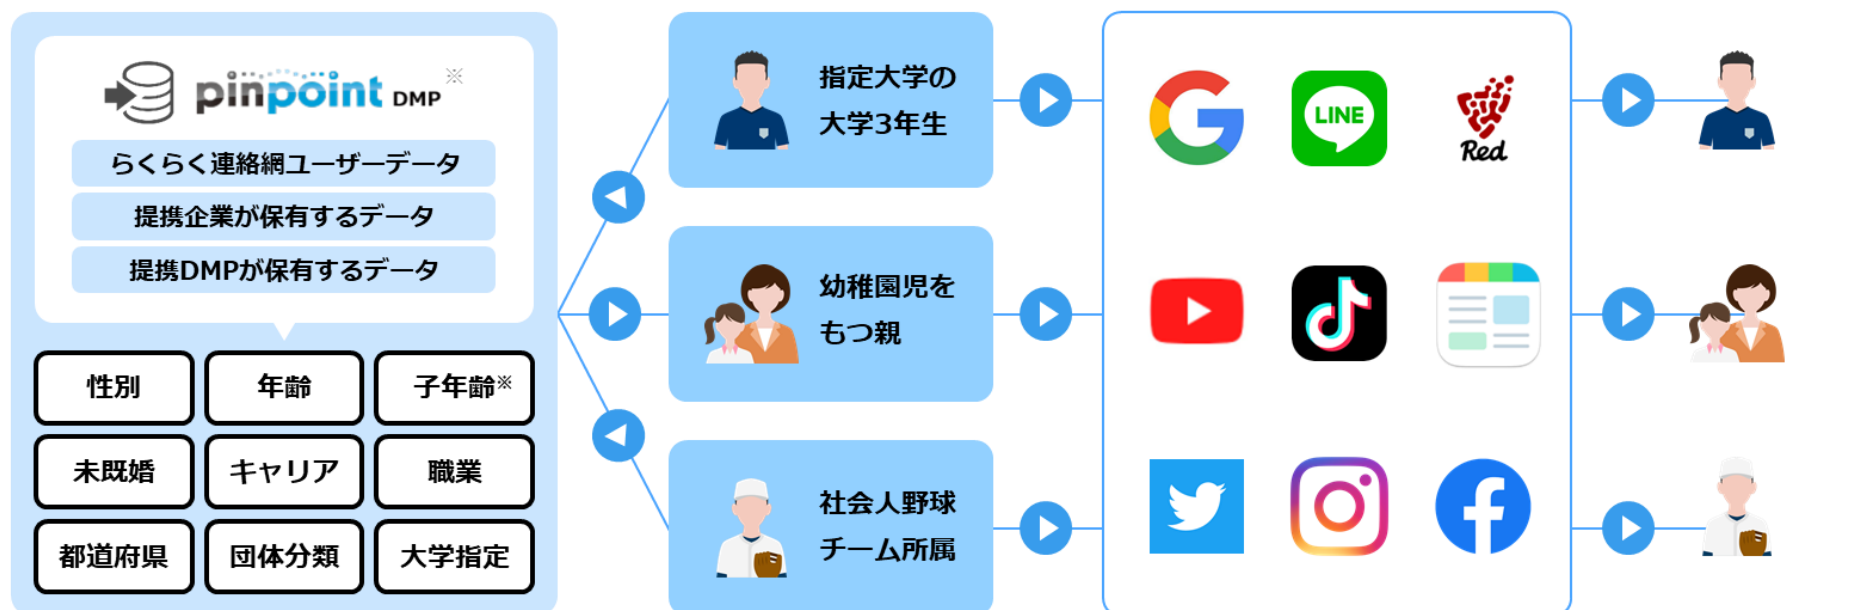 pinpoint DMP※
らくらく連絡網ユーザーデータ
提携企業が保有するデータ
提携DMPが保有するデータ
性別
年齢
子年齢※
未既婚
キャリア
職業
都道府県
団体分類
大学指定
指定大学の
大学3年生
幼稚園児を
もつ親
社会人野球
チーム所属
LINE
Red